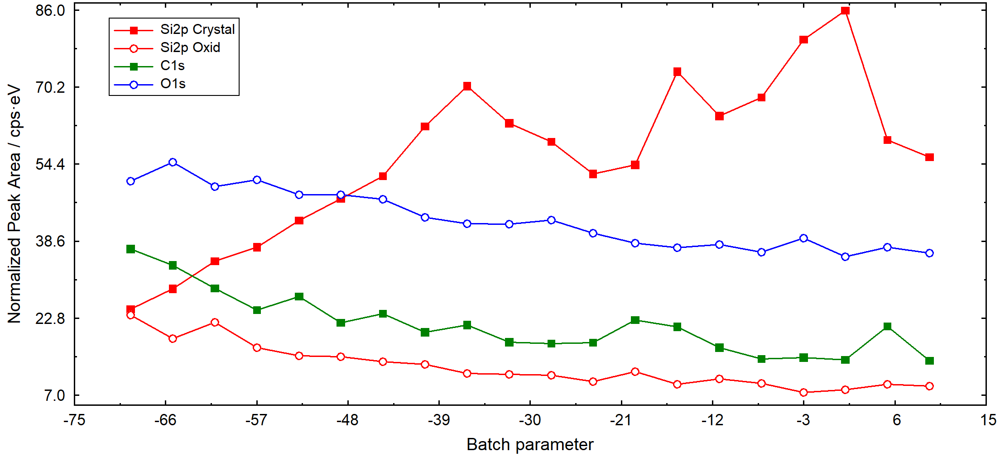 86.0
70.2
54.4
38.6
22.8
7.0
Normalized Peak Area / cps·eV
Si2p Crystal
Si2p Oxid
C1s
O1s
-75 -66 -57 -48 -39 -30 -21 -12 -3 6 15
Batch parameter